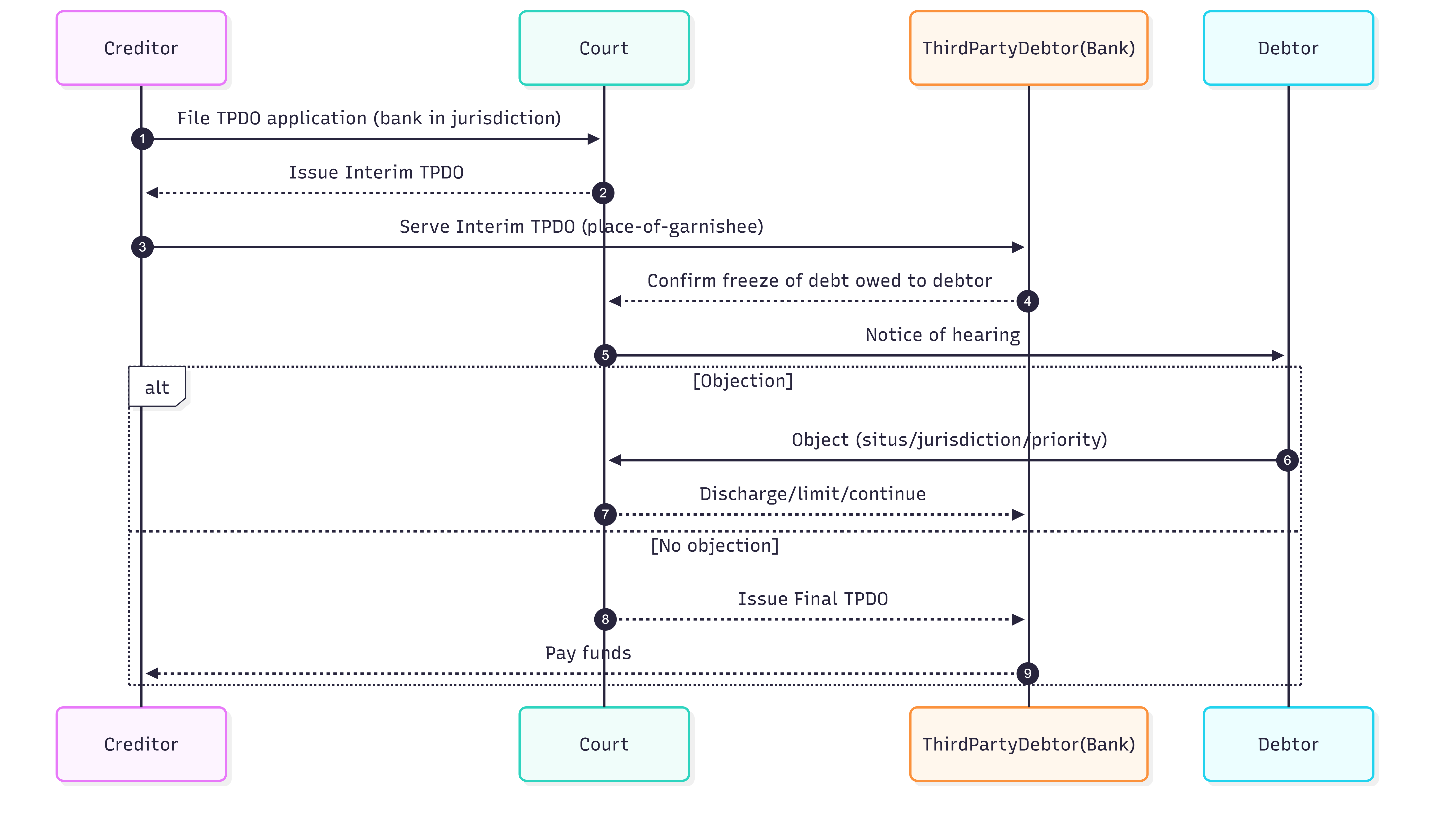 Creditor
Court
ThirdPartyDebtor(Bank)
Debtor
File TPDO application (bank in jurisdiction)
1
Issue Interim TPDO
2
Serve Interim TPDO (place-of-garnishee)
3
Confirm freeze of debt owed to debtor
4
Notice of hearing
5
alt
[Objection]
Object (situs/jurisdiction/priority)
6
Discharge/limit/continue
7
[No objection]
Issue Final TPDO
8
Pay funds
9
Creditor
Court
ThirdPartyDebtor(Bank)
Debtor